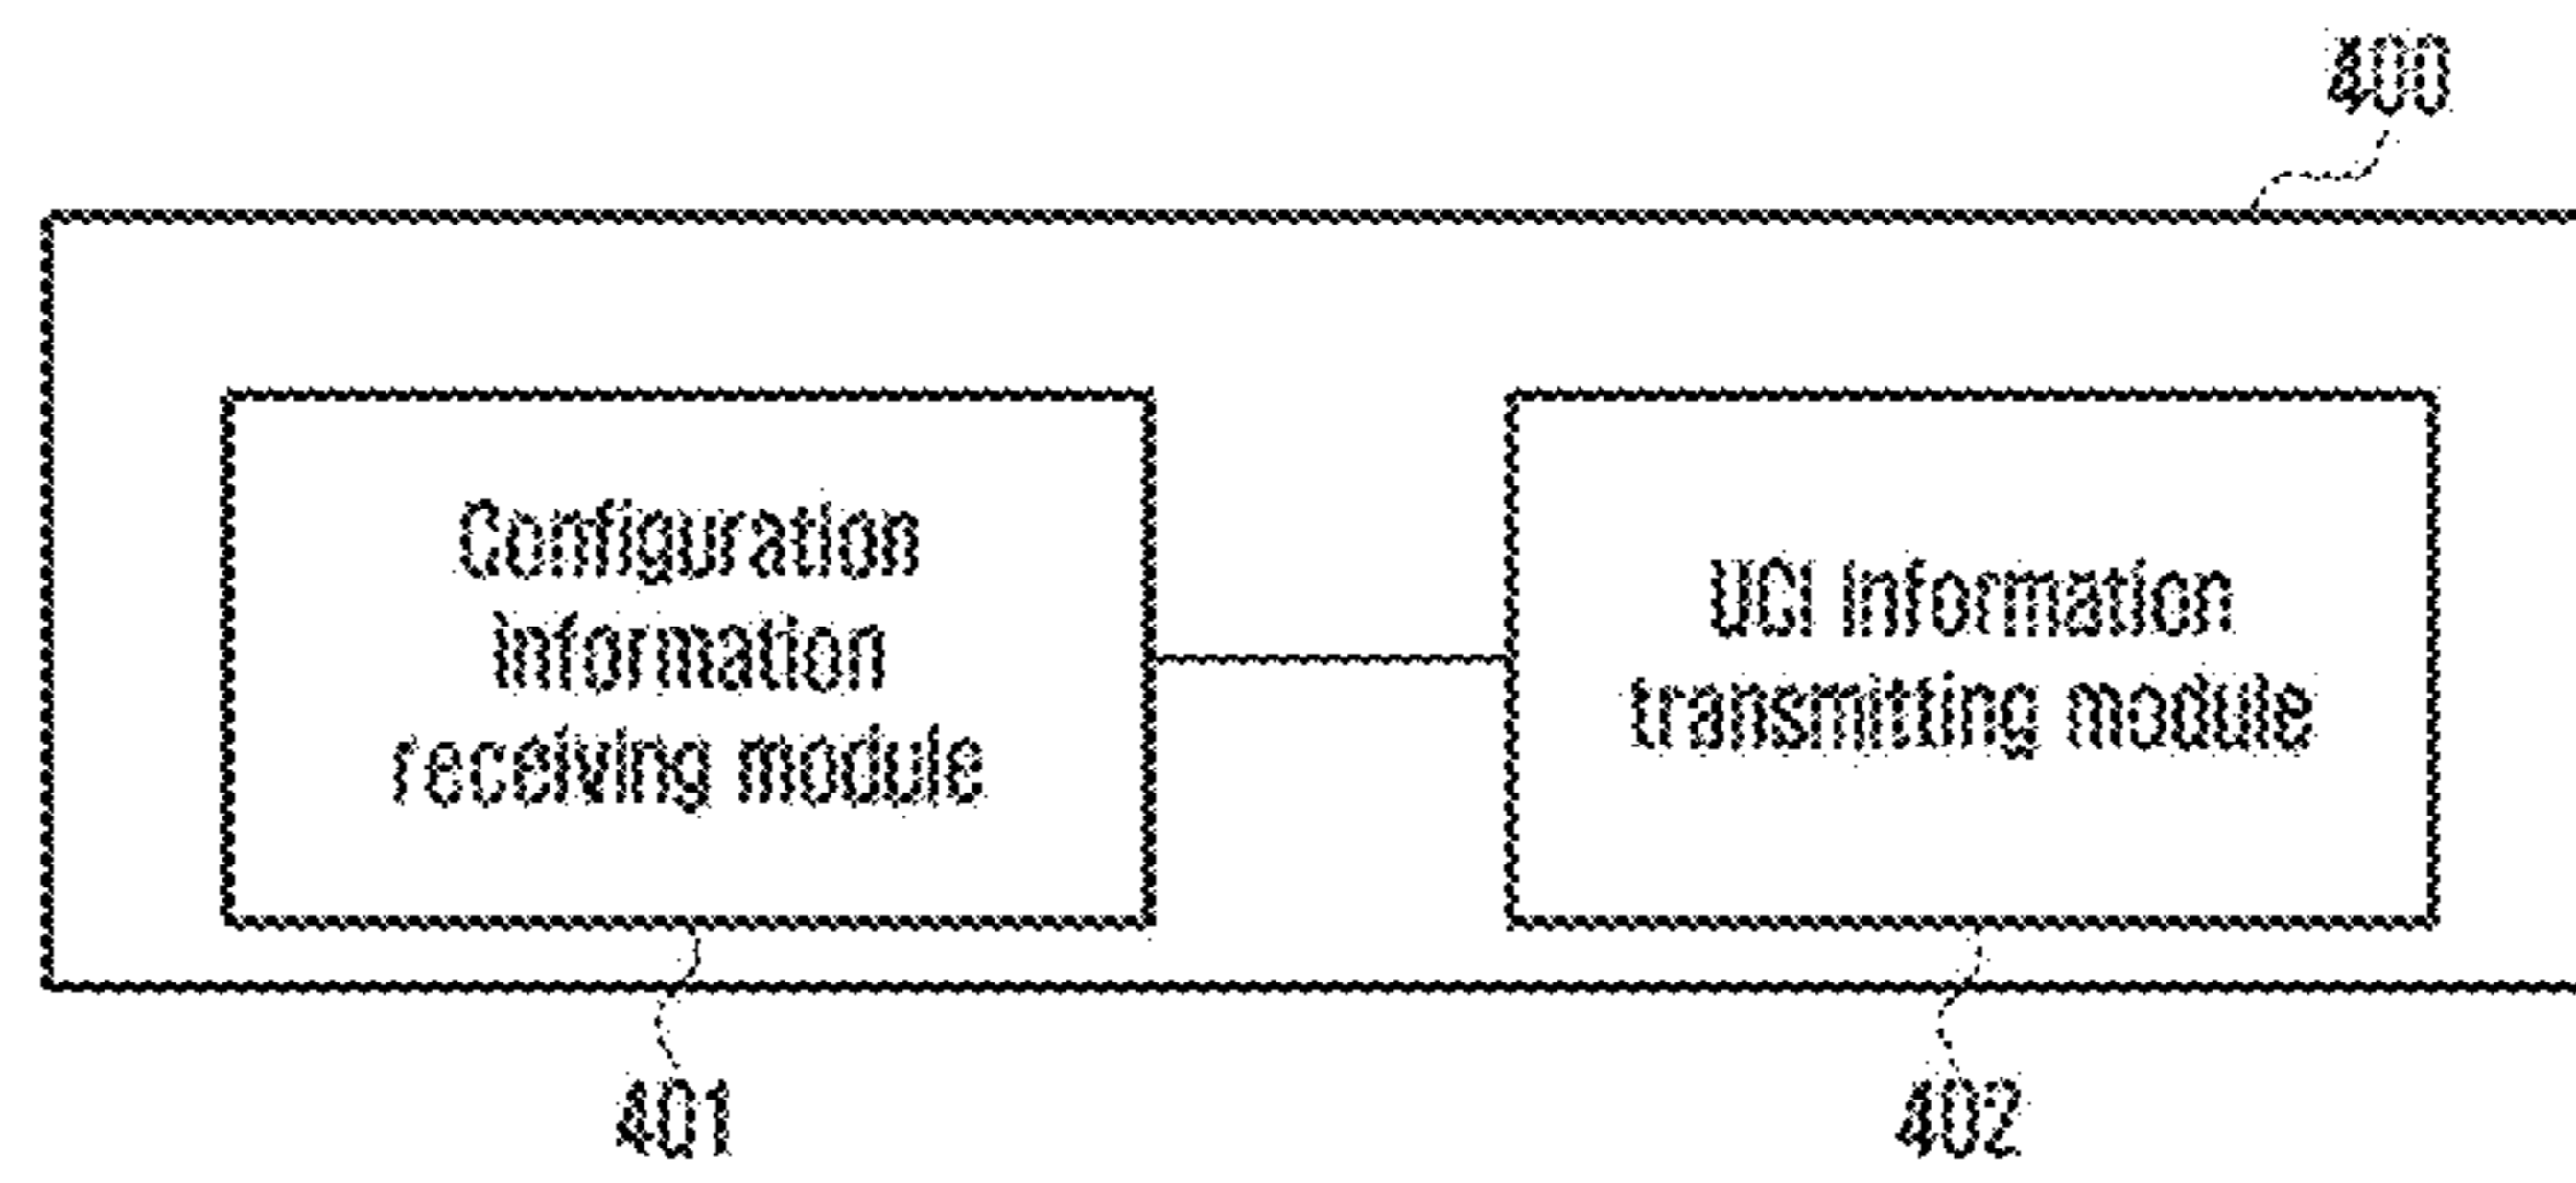 400
Configuration
information
receiving module
UCI information
transmitting module
401
402